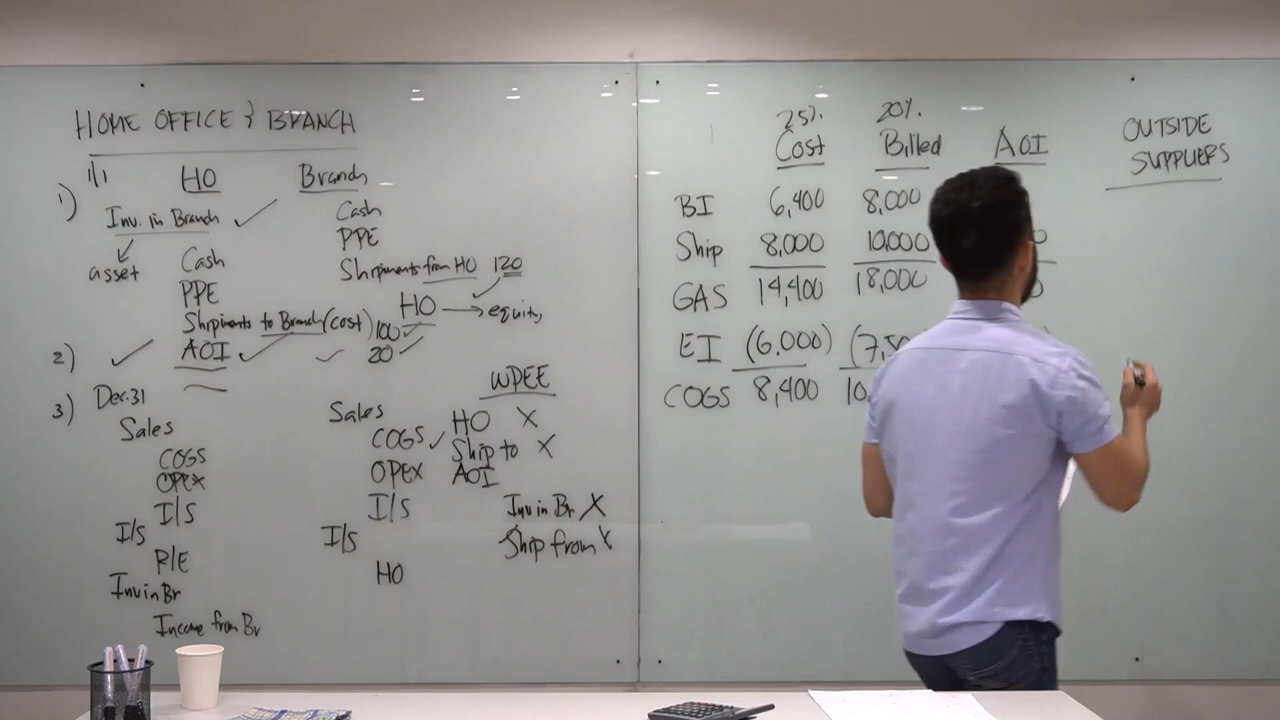 HOME OFFICE & BRANCH
1/1 HO Branch
1) Inv. in Branch ✓ Cash
PPE
asset Cash Shipments from HO 120
PPE HO → equity
Shipments to Branch (cost) 100 ✓
2) ✓ AOI ✓ ✓ 20 ✓
3) Dec. 31 WPEE
Sales Sales HO X
COGS COGS ✓ Ship to X
OPEX OPEX AOI
I/S I/S Inv in Br X
I/S I/S Ship from X
R/E HO
Inv in Br
Income from Br
25% 20%
Cost Billed AOI OUTSIDE
SUPPLIERS
BI 6,400 8,000
Ship 8,000 10,000
GAS 14,400 18,000
EI (6,000) (7,50
COGS 8,400 10,